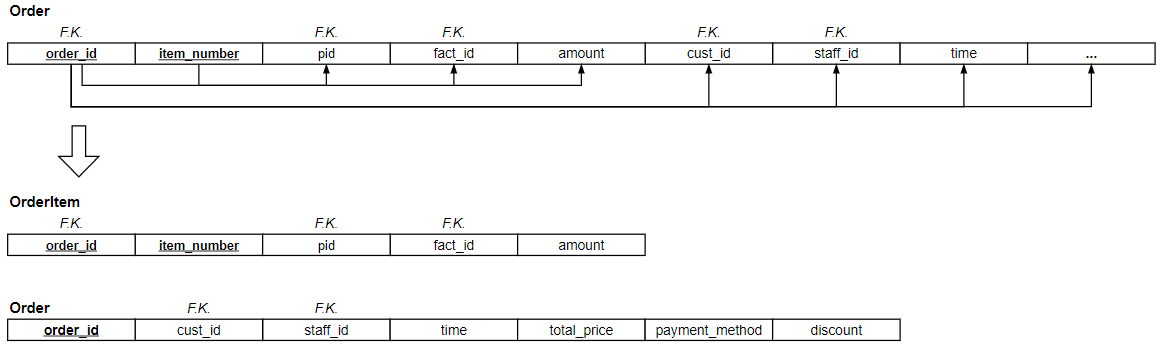 Order
F.K. F.K. F.K. F.K. F.K.
order_id item_number pid fact_id amount cust_id staff_id time ...
OrderItem
F.K. F.K. F.K.
order_id item_number pid fact_id amount
Order
F.K. F.K.
order_id cust_id staff_id time total_price payment_method discount